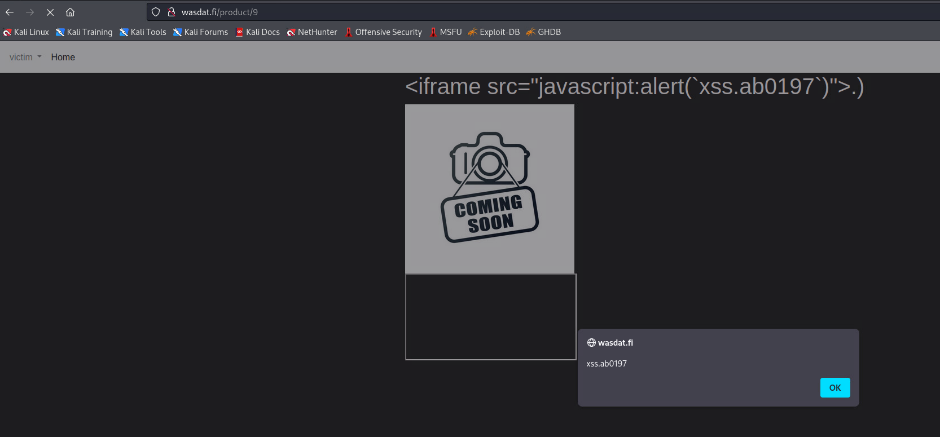 wasdat.fi/product/9
Kali Linux Kali Training Kali Tools Kali Forums Kali Docs NetHunter Offensive Security MSFU Exploit-DB GHDB
victim Home
<iframe src="javascript:alert(`xss.ab0197`)">.)
COMING
SOON
wasdat.fi
xss.ab0197
OK